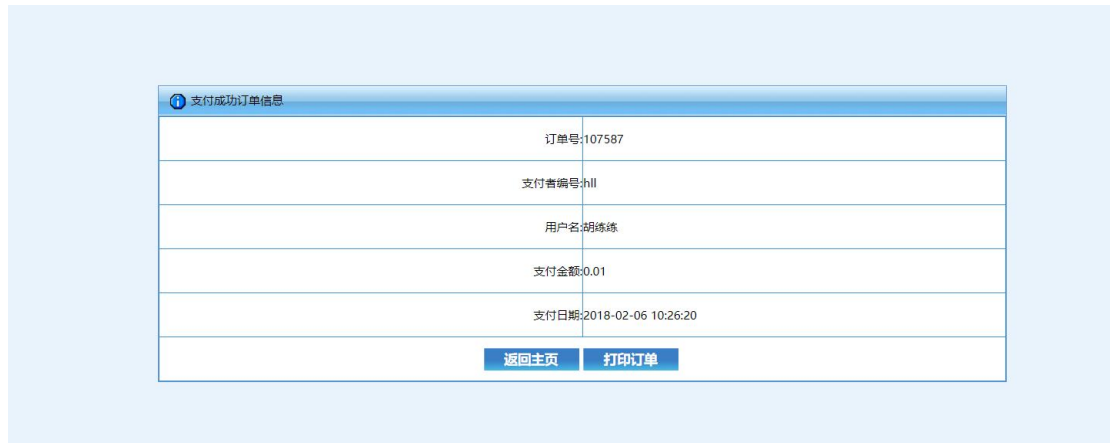 支付成功订单信息
订单号:107587
支付者编号:hll
用户名:胡练练
支付金额:0.01
支付日期:2018-02-06 10:26:20
返回主页 打印订单